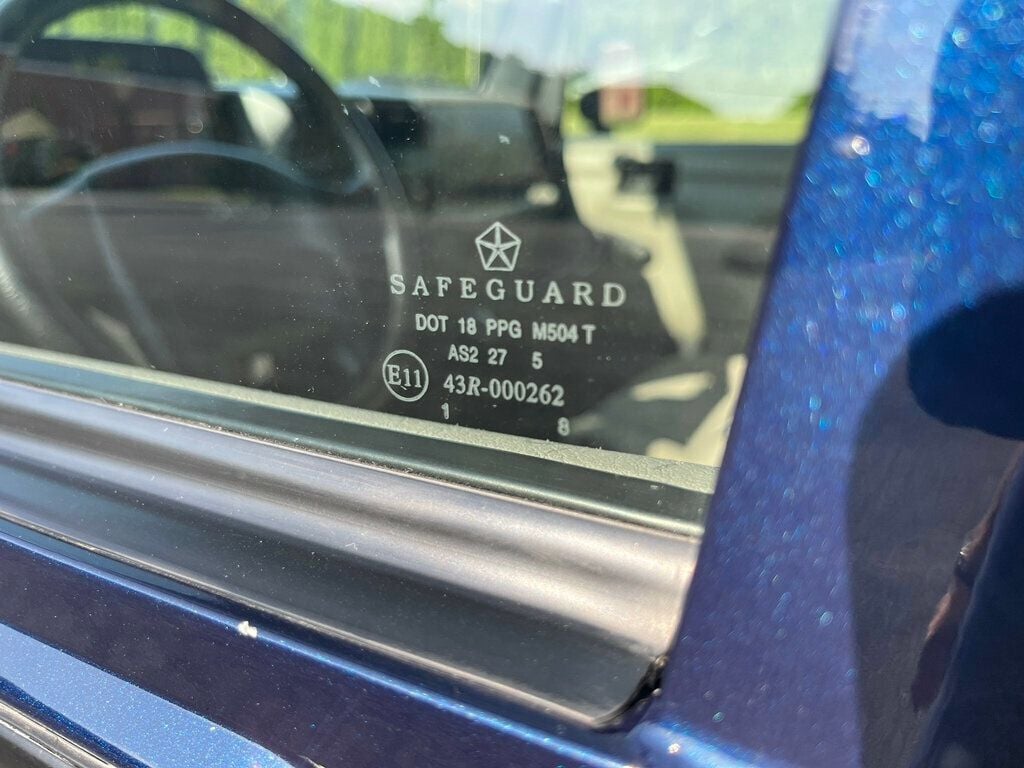 SAFEGUARD
DOT 18 PPG M504 T
AS2 27 5
E11 43R-000262
1 8